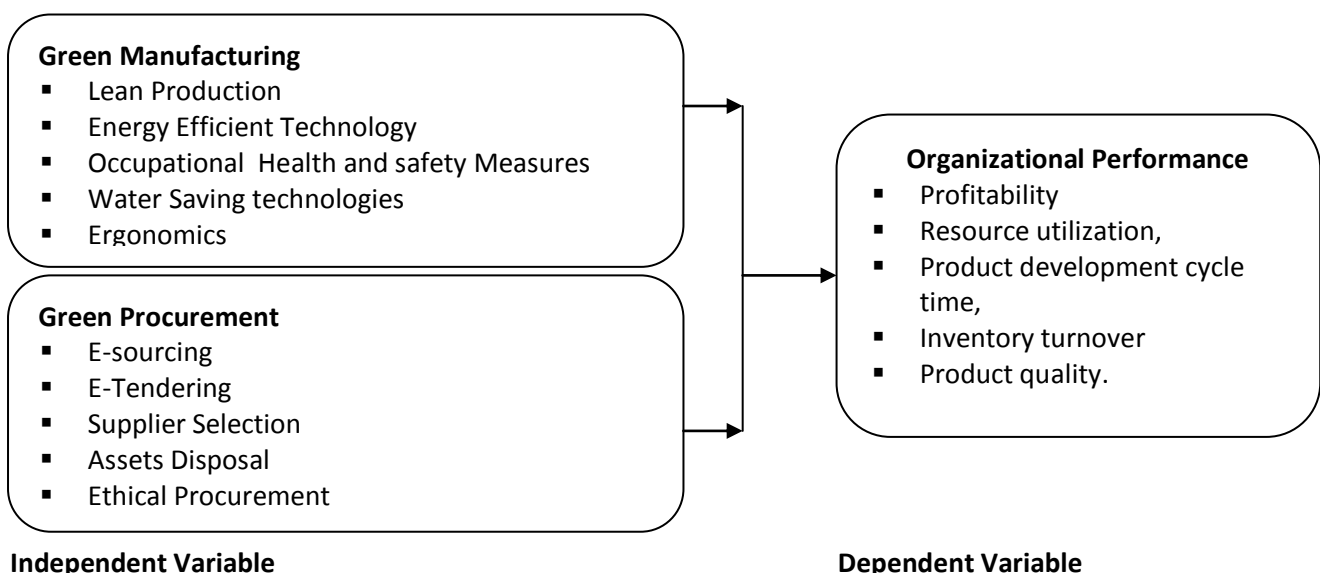 Green Manufacturing
▪ Lean Production
▪ Energy Efficient Technology
▪ Occupational Health and safety Measures
▪ Water Saving technologies
▪ Ergonomics
Green Procurement
▪ E-sourcing
▪ E-Tendering
▪ Supplier Selection
▪ Assets Disposal
▪ Ethical Procurement
Organizational Performance
▪ Profitability
▪ Resource utilization,
▪ Product development cycle
time,
▪ Inventory turnover
▪ Product quality.
Independent Variable
Dependent Variable